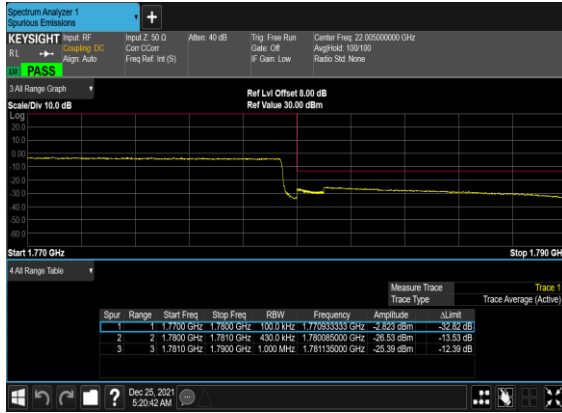 Spectrum Analyzer 1
Spurious Emissions
KEYSIGHT Input: RF Input Z: 50 Ω Atten: 40 dB Trig: Free Run Center Freq: 22.005000000 GHz
RL Coupling: DC Corr CCorr Gate: Off Avg|Hold: 100/100
Align: Auto Freq Ref: Int (S) IF Gain: Low Radio Std: None
PASS
3 All Range Graph
Ref Lvl Offset 8.00 dB
Scale/Div 10.0 dB Ref Value 30.00 dBm
Log
20.0
10.0
0.00
-10.0
-20.0
-30.0
-40.0
-50.0
-60.0
Start 1.770 GHz Stop 1.790 GH
4 All Range Table
Measure Trace Trace 1
Trace Type Trace Average (Active)
Spur Range Start Freq Stop Freq RBW Frequency Amplitude ΔLimit
1 1 1.7700 GHz 1.7800 GHz 100.0 kHz 1.770933333 GHz -2.823 dBm -32.82 dB
2 2 1.7800 GHz 1.7810 GHz 430.0 kHz 1.780085000 GHz -26.53 dBm -13.53 dB
3 3 1.7810 GHz 1.7900 GHz 1.000 MHz 1.781135000 GHz -25.39 dBm -12.39 dB
Dec 25, 2021
5:20:42 AM